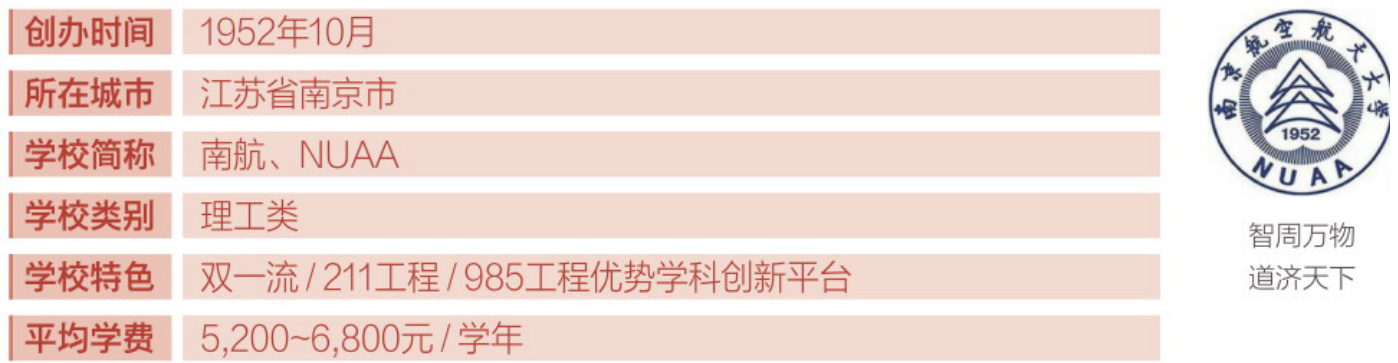 创办时间 1952年10月
所在城市 江苏省南京市
学校简称 南航、NUAA
学校类别 理工类
学校特色 双一流 / 211工程 / 985工程优势学科创新平台
平均学费 5,200~6,800元 / 学年
南京航空航天大学
1952
NUAA
智周万物
道济天下